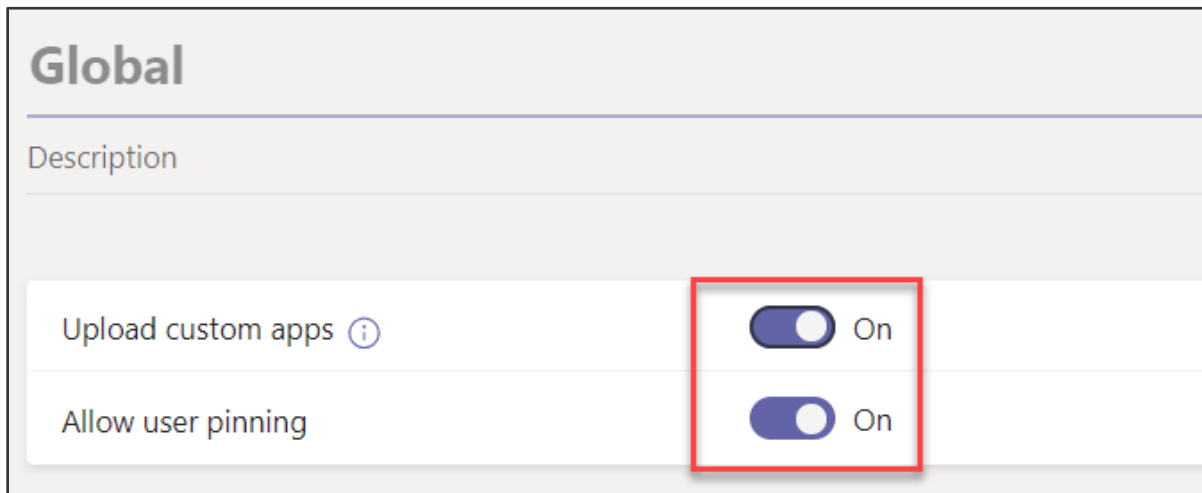 Global
Description
Upload custom apps On
Allow user pinning On